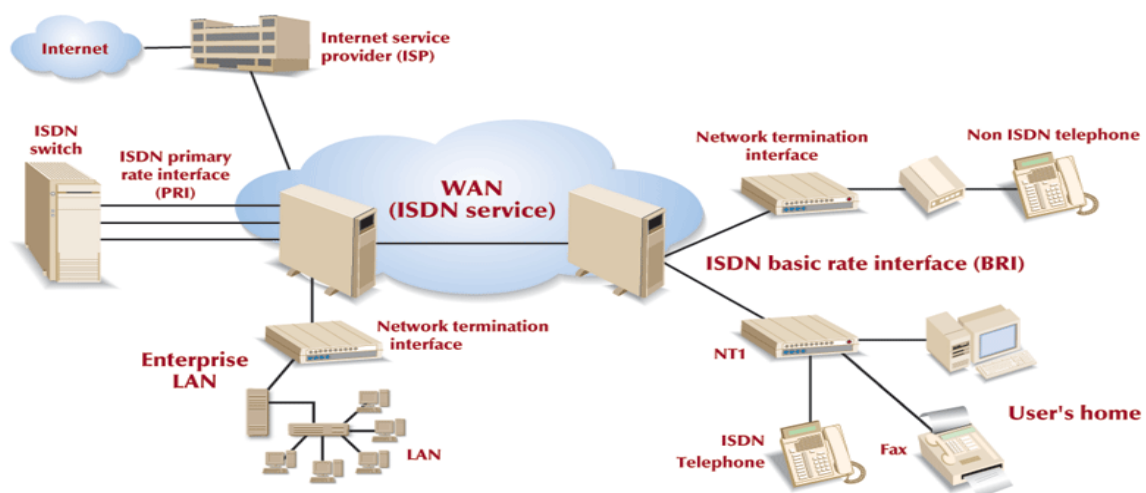 Internet
Internet service
provider (ISP)
ISDN
switch
ISDN primary
rate interface
(PRI)
WAN
(ISDN service)
Network termination
interface
Non ISDN telephone
ISDN basic rate interface (BRI)
Network termination
interface
Enterprise
LAN
LAN
NT1
User's home
ISDN
Telephone
Fax